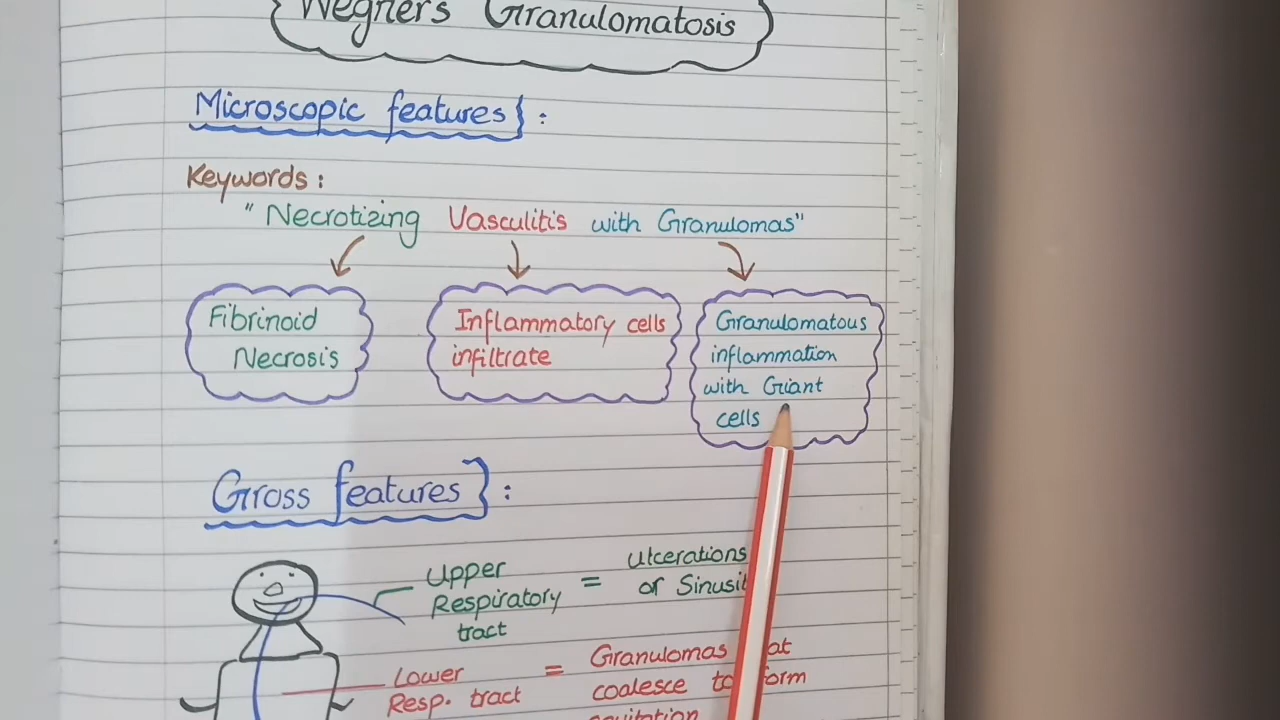 Wegners Granulomatosis
Microscopic features} :
Keywords :
"Necrotizing Vasculitis with Granulomas"
Fibrinoid
Necrosis
Inflammatory cells
infiltrate
Granulomatous
inflammation
with Giant
cells
Gross features} :
Upper
Respiratory
tract
=
ulcerations
or
Lower
Resp. tract
=
Granulomas
coalesce